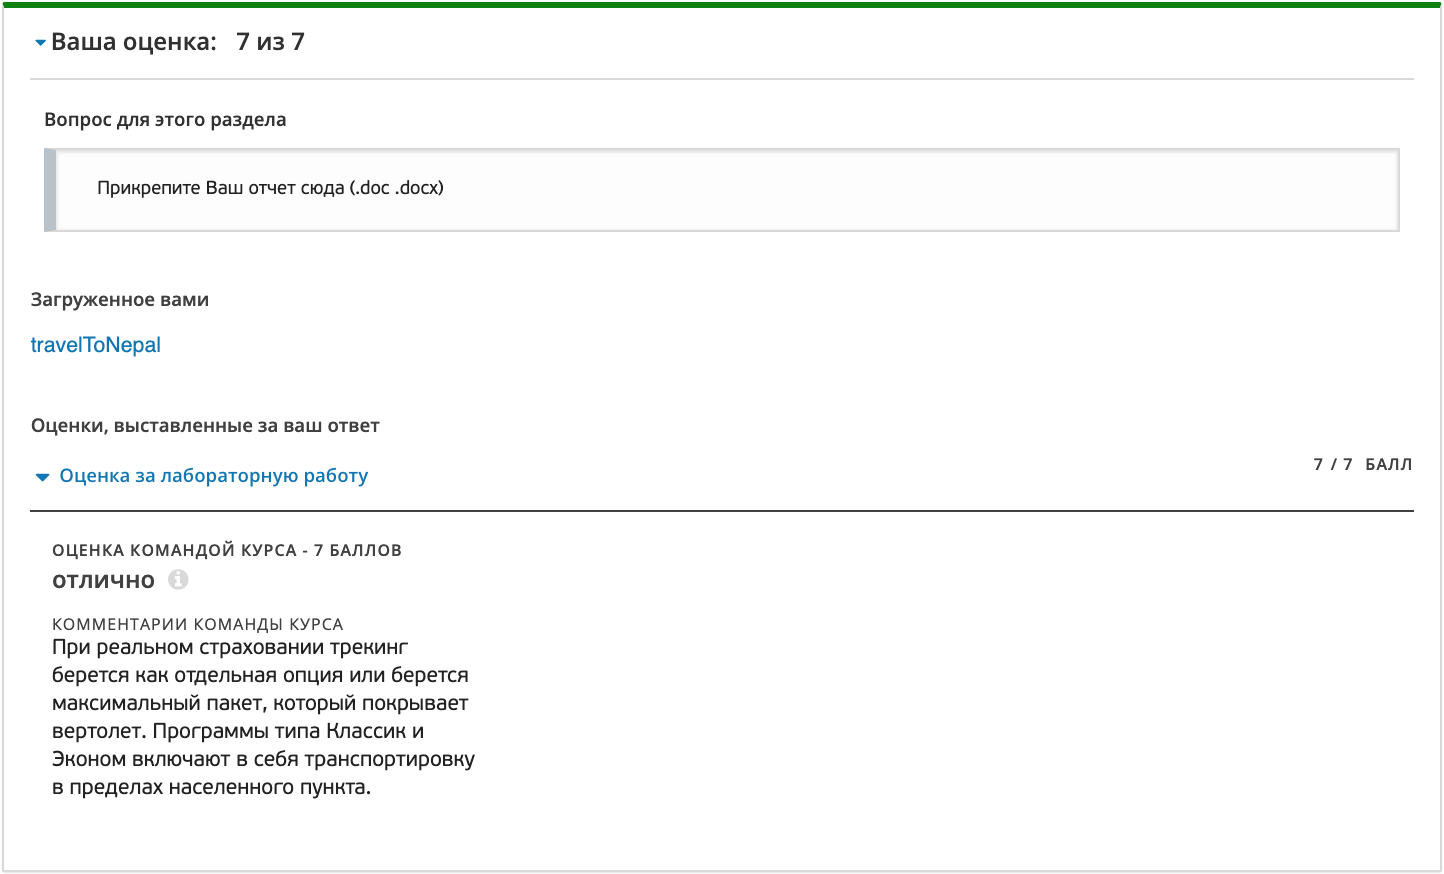 Ваша оценка: 7 из 7
Вопрос для этого раздела
Прикрепите Ваш отчет сюда (.doc .docx)
Загруженное вами
travelToNepal
Оценки, выставленные за ваш ответ
Оценка за лабораторную работу
7 / 7 БАЛЛ
ОЦЕНКА КОМАНДОЙ КУРСА - 7 БАЛЛОВ
ОТЛИЧНО
КОММЕНТАРИИ КОМАНДЫ КУРСА
При реальном страховании трекинг
берется как отдельная опция или берется
максимальный пакет, который покрывает
вертолет. Программы типа Классик и
Эконом включают в себя транспортировку
в пределах населенного пункта.